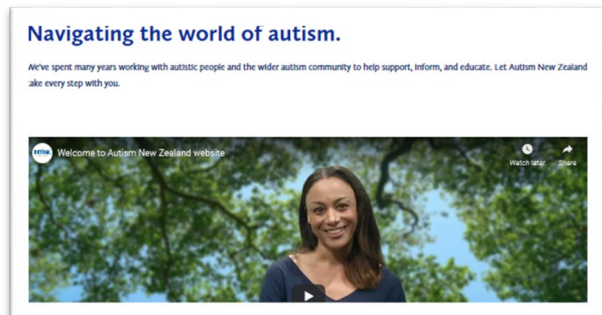 Navigating the world of autism.
We've spent many years working with autistic people and the wider autism community to help support, inform, and educate. Let Autism New Zealand
take every step with you.
AUTISM
Welcome to Autism New Zealand website
Watch later
Share